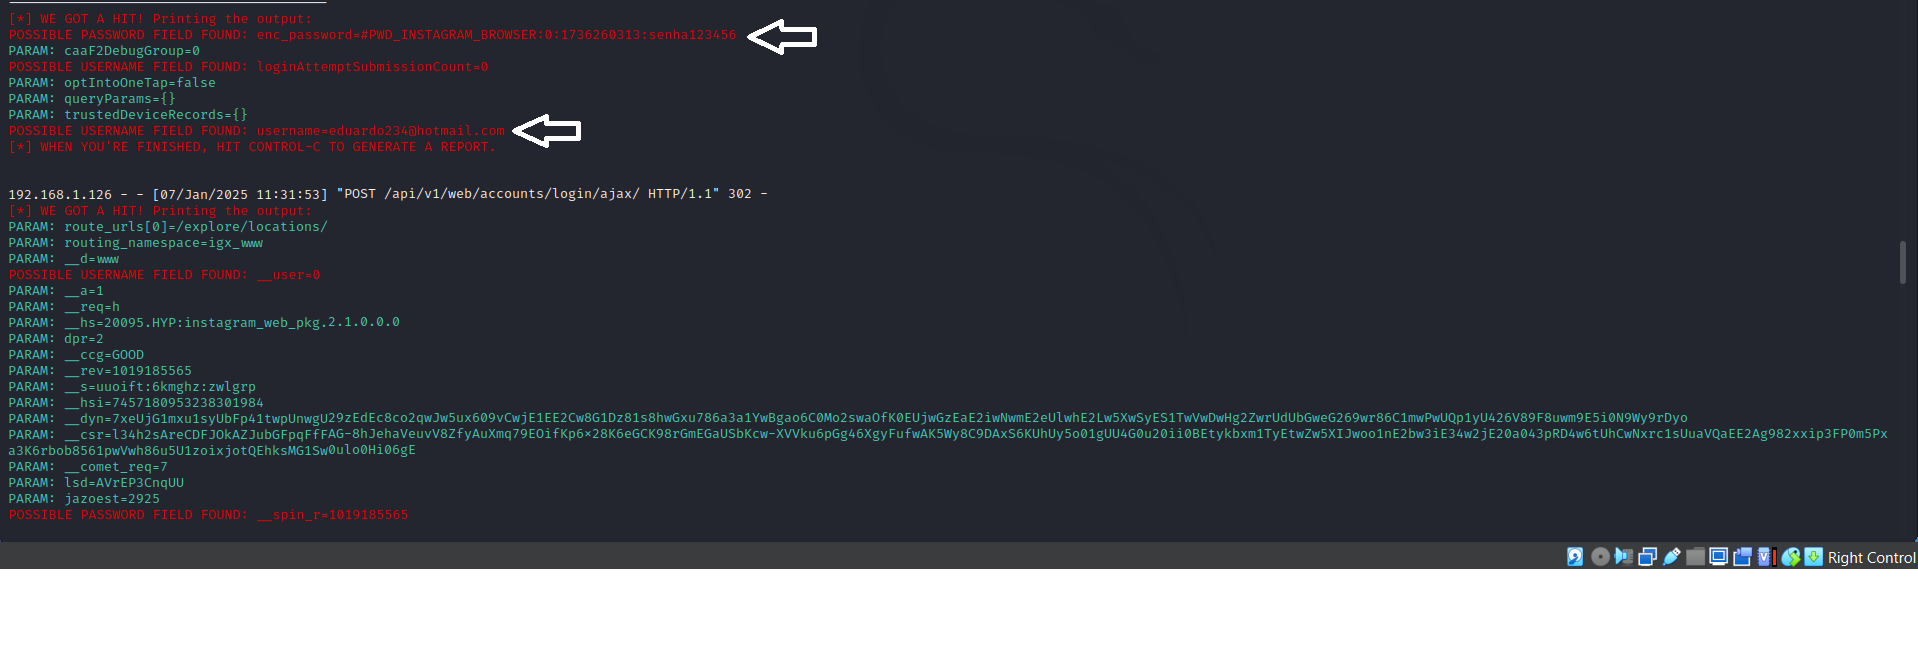 [*] WE GOT A HIT! Printing the output:
POSSIBLE PASSWORD FIELD FOUND: enc_password=#PWD_INSTAGRAM_BROWSER:0:1736260313:senha123456
PARAM: caaF2DebugGroup=0
POSSIBLE USERNAME FIELD FOUND: loginAttemptSubmissionCount=0
PARAM: optIntoOneTap=false
PARAM: queryParams={}
PARAM: trustedDeviceRecords={}
POSSIBLE USERNAME FIELD FOUND: username=eduardo234@hotmail.com
[*] WHEN YOU'RE FINISHED, HIT CONTROL-C TO GENERATE A REPORT.
192.168.1.126 - - [07/Jan/2025 11:31:53] "POST /api/v1/web/accounts/login/ajax/ HTTP/1.1" 302 -
[*] WE GOT A HIT! Printing the output:
PARAM: route_urls[0]=/explore/locations/
PARAM: routing_namespace=igx_www
PARAM: __d=www
POSSIBLE USERNAME FIELD FOUND: __user=0
PARAM: __a=1
PARAM: __req=h
PARAM: __hs=20095.HYP:instagram_web_pkg.2.1.0.0.0
PARAM: dpr=2
PARAM: __ccg=GOOD
PARAM: __rev=1019185565
PARAM: __s=uuoift:6kmghz:zwlgrp
PARAM: __hsi=7457180953238301984
PARAM: __dyn=7xeUjG1mxu1syUbFp41twpUnwgU29zEdEc8co2qwJw5ux609vCwjE1EE2Cw8G1Dz81s8hwGxu786a3a1YwBgao6C0Mo2swaOfK0EUjwGzEaE2iwNwmE2eUlwhE2Lw5XwSyES1TwVwDwHg2ZwrUdUbGweG269wr86C1mwPwUQp1yU426V89F8uwm9E5i0N9Wy9rDyo
PARAM: __csr=l34h2sAreCDFJOkAZJubGFpqFfFAG-8hJehaVeuvV8ZfyAuXmq79EOifKp6×28K6eGCK98rGmEGaUSbKcw-XVVku6pGg46XgyFufwAK5Wy8C9DAxS6KUhUy5o01gUU4G0u20ii0BEtykbxm1TyEtwZw5XIJwoo1nE2bw3iE34w2jE20a043pRD4w6tUhCwNxrc1sUuaVQaEE2Ag982xxip3FP0m5Px
a3K6rbob8561pwVwh86u5U1zoixjotQEhksMG1Sw0ulo0Hi06gE
PARAM: __comet_req=7
PARAM: lsd=AVrEP3CnqUU
PARAM: jazoest=2925
POSSIBLE PASSWORD FIELD FOUND: __spin_r=1019185565
Right Control